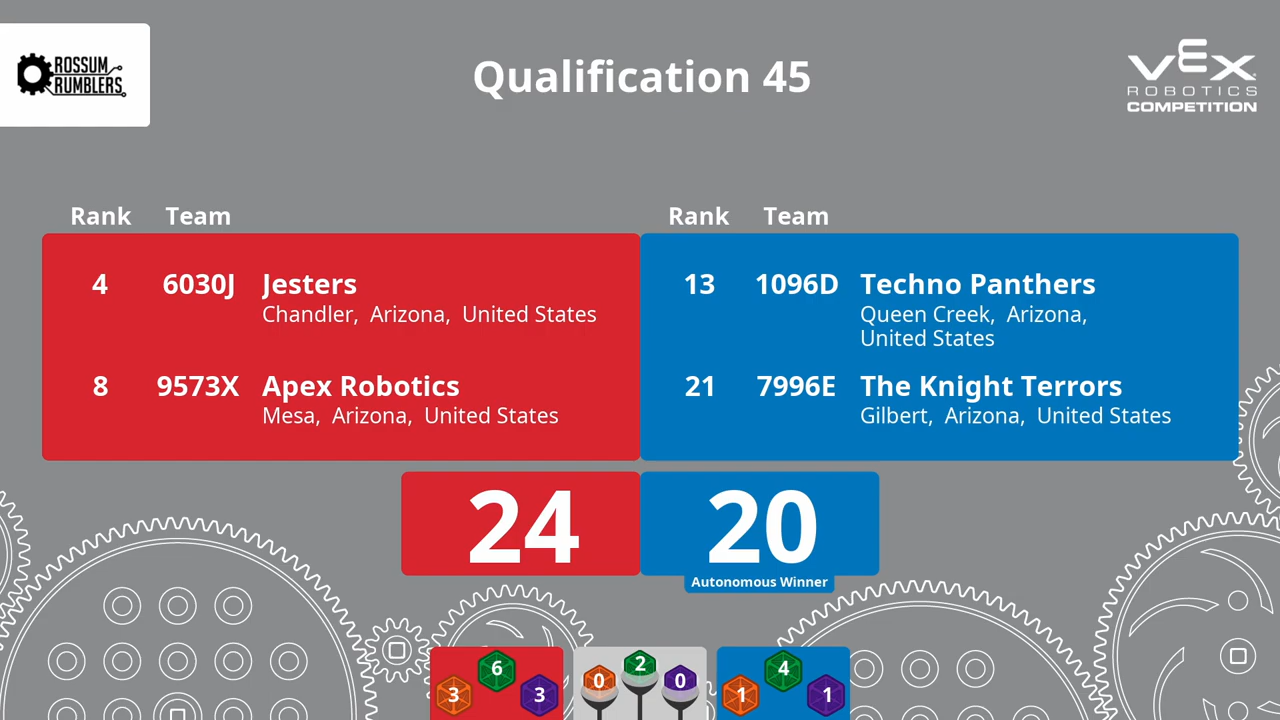 ROSSUM
RUMBLERS
Qualification 45
VEX
ROBOTICS
COMPETITION
Rank Team
4 6030J Jesters
Chandler, Arizona, United States
8 9573X Apex Robotics
Mesa, Arizona, United States
Rank Team
13 1096D Techno Panthers
Queen Creek, Arizona,
United States
21 7996E The Knight Terrors
Gilbert, Arizona, United States
24 20
Autonomous Winner
3 6 3
0 2 0
1 4 1